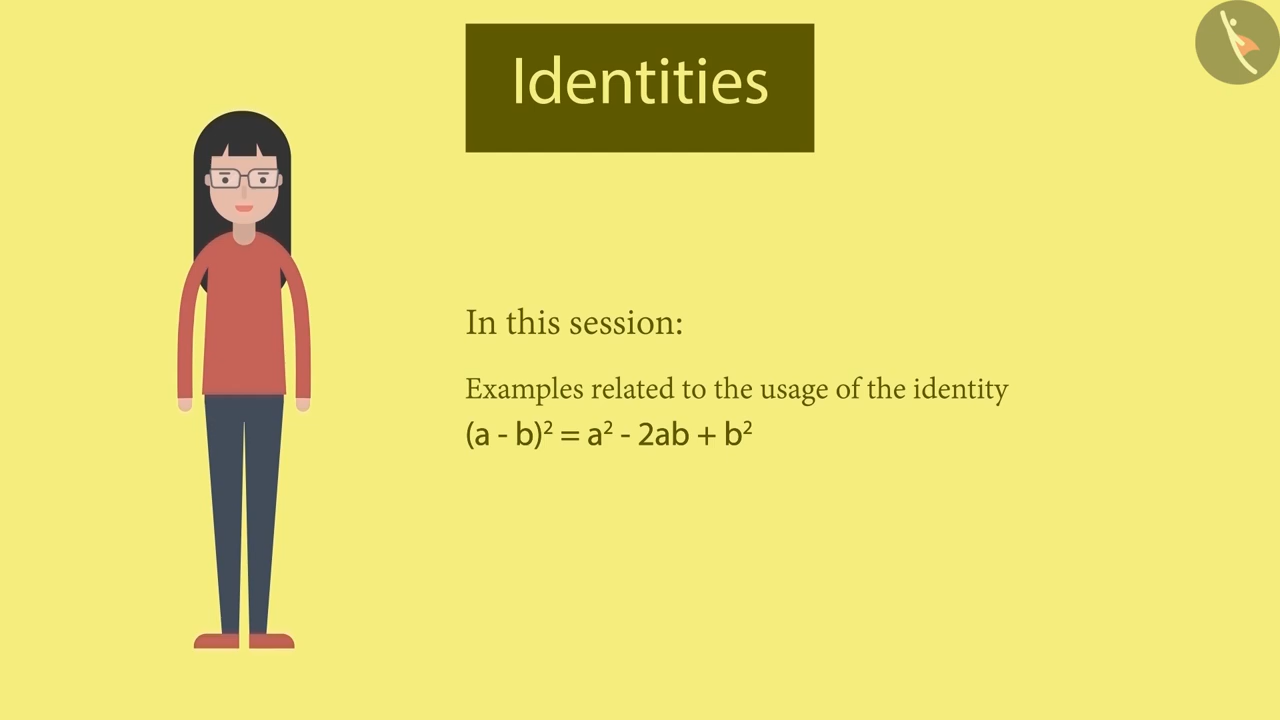 Identities
In this session:
Examples related to the usage of the identity
(a - b)² = a² - 2ab + b²